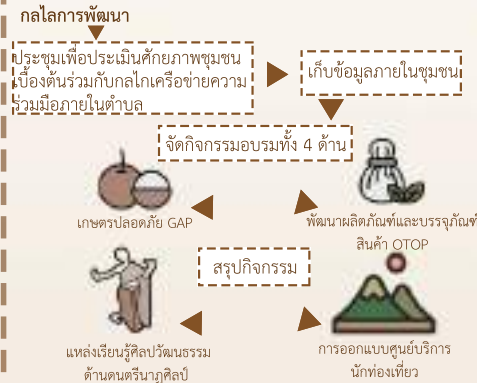 กลไลการพัฒนา
ประชุมเพื่อประเมินศักยภาพชุมชน
เบื้องต้นร่วมกับกลไกเครือข่ายความ
ร่วมมือภายในตำบล
เก็บข้อมูลภายในชุมชน
จัดกิจกรรมอบรมทั้ง 4 ด้าน
เกษตรปลอดภัย GAP
พัฒนาผลิตภัณฑ์และบรรจุภัณฑ์
สินค้า OTOP
สรุปกิจกรรม
แหล่งเรียนรู้ศิลปวัฒนธรรม
ด้านดนตรีนาฏศิลป์
การออกแบบศูนย์บริการ
นักท่องเที่ยว